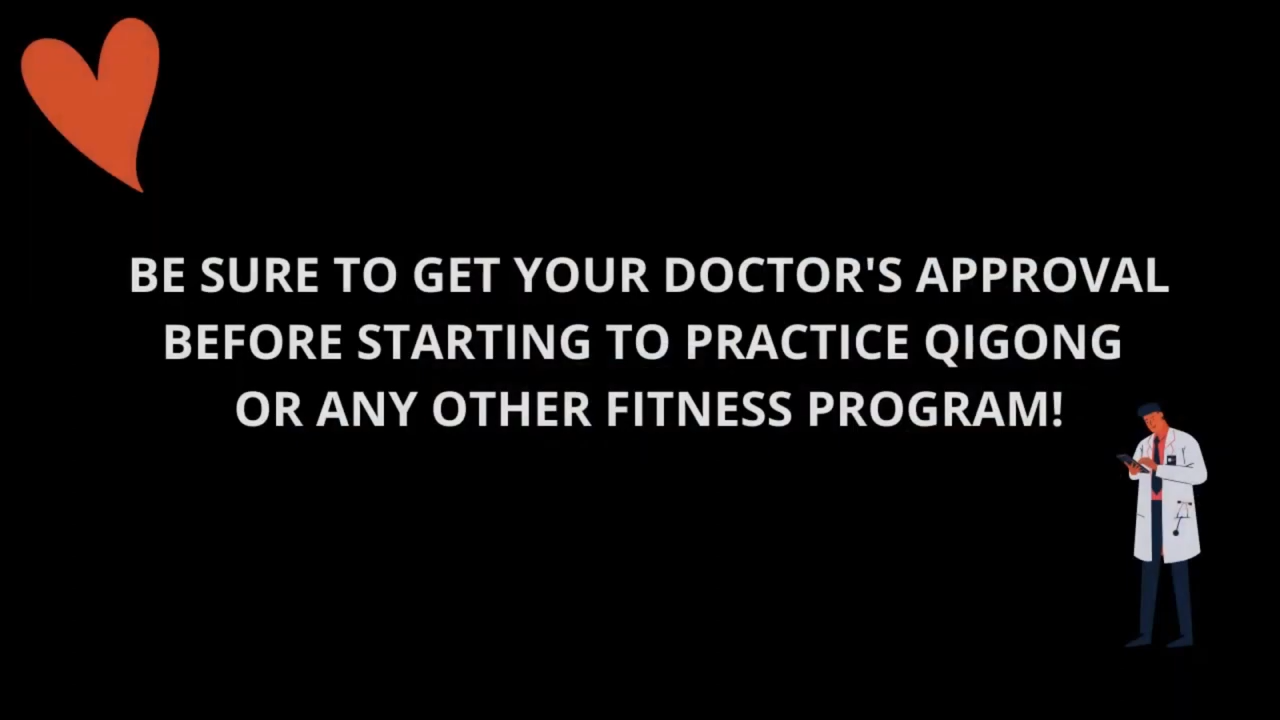 BE SURE TO GET YOUR DOCTOR'S APPROVAL
BEFORE STARTING TO PRACTICE QIGONG
OR ANY OTHER FITNESS PROGRAM!